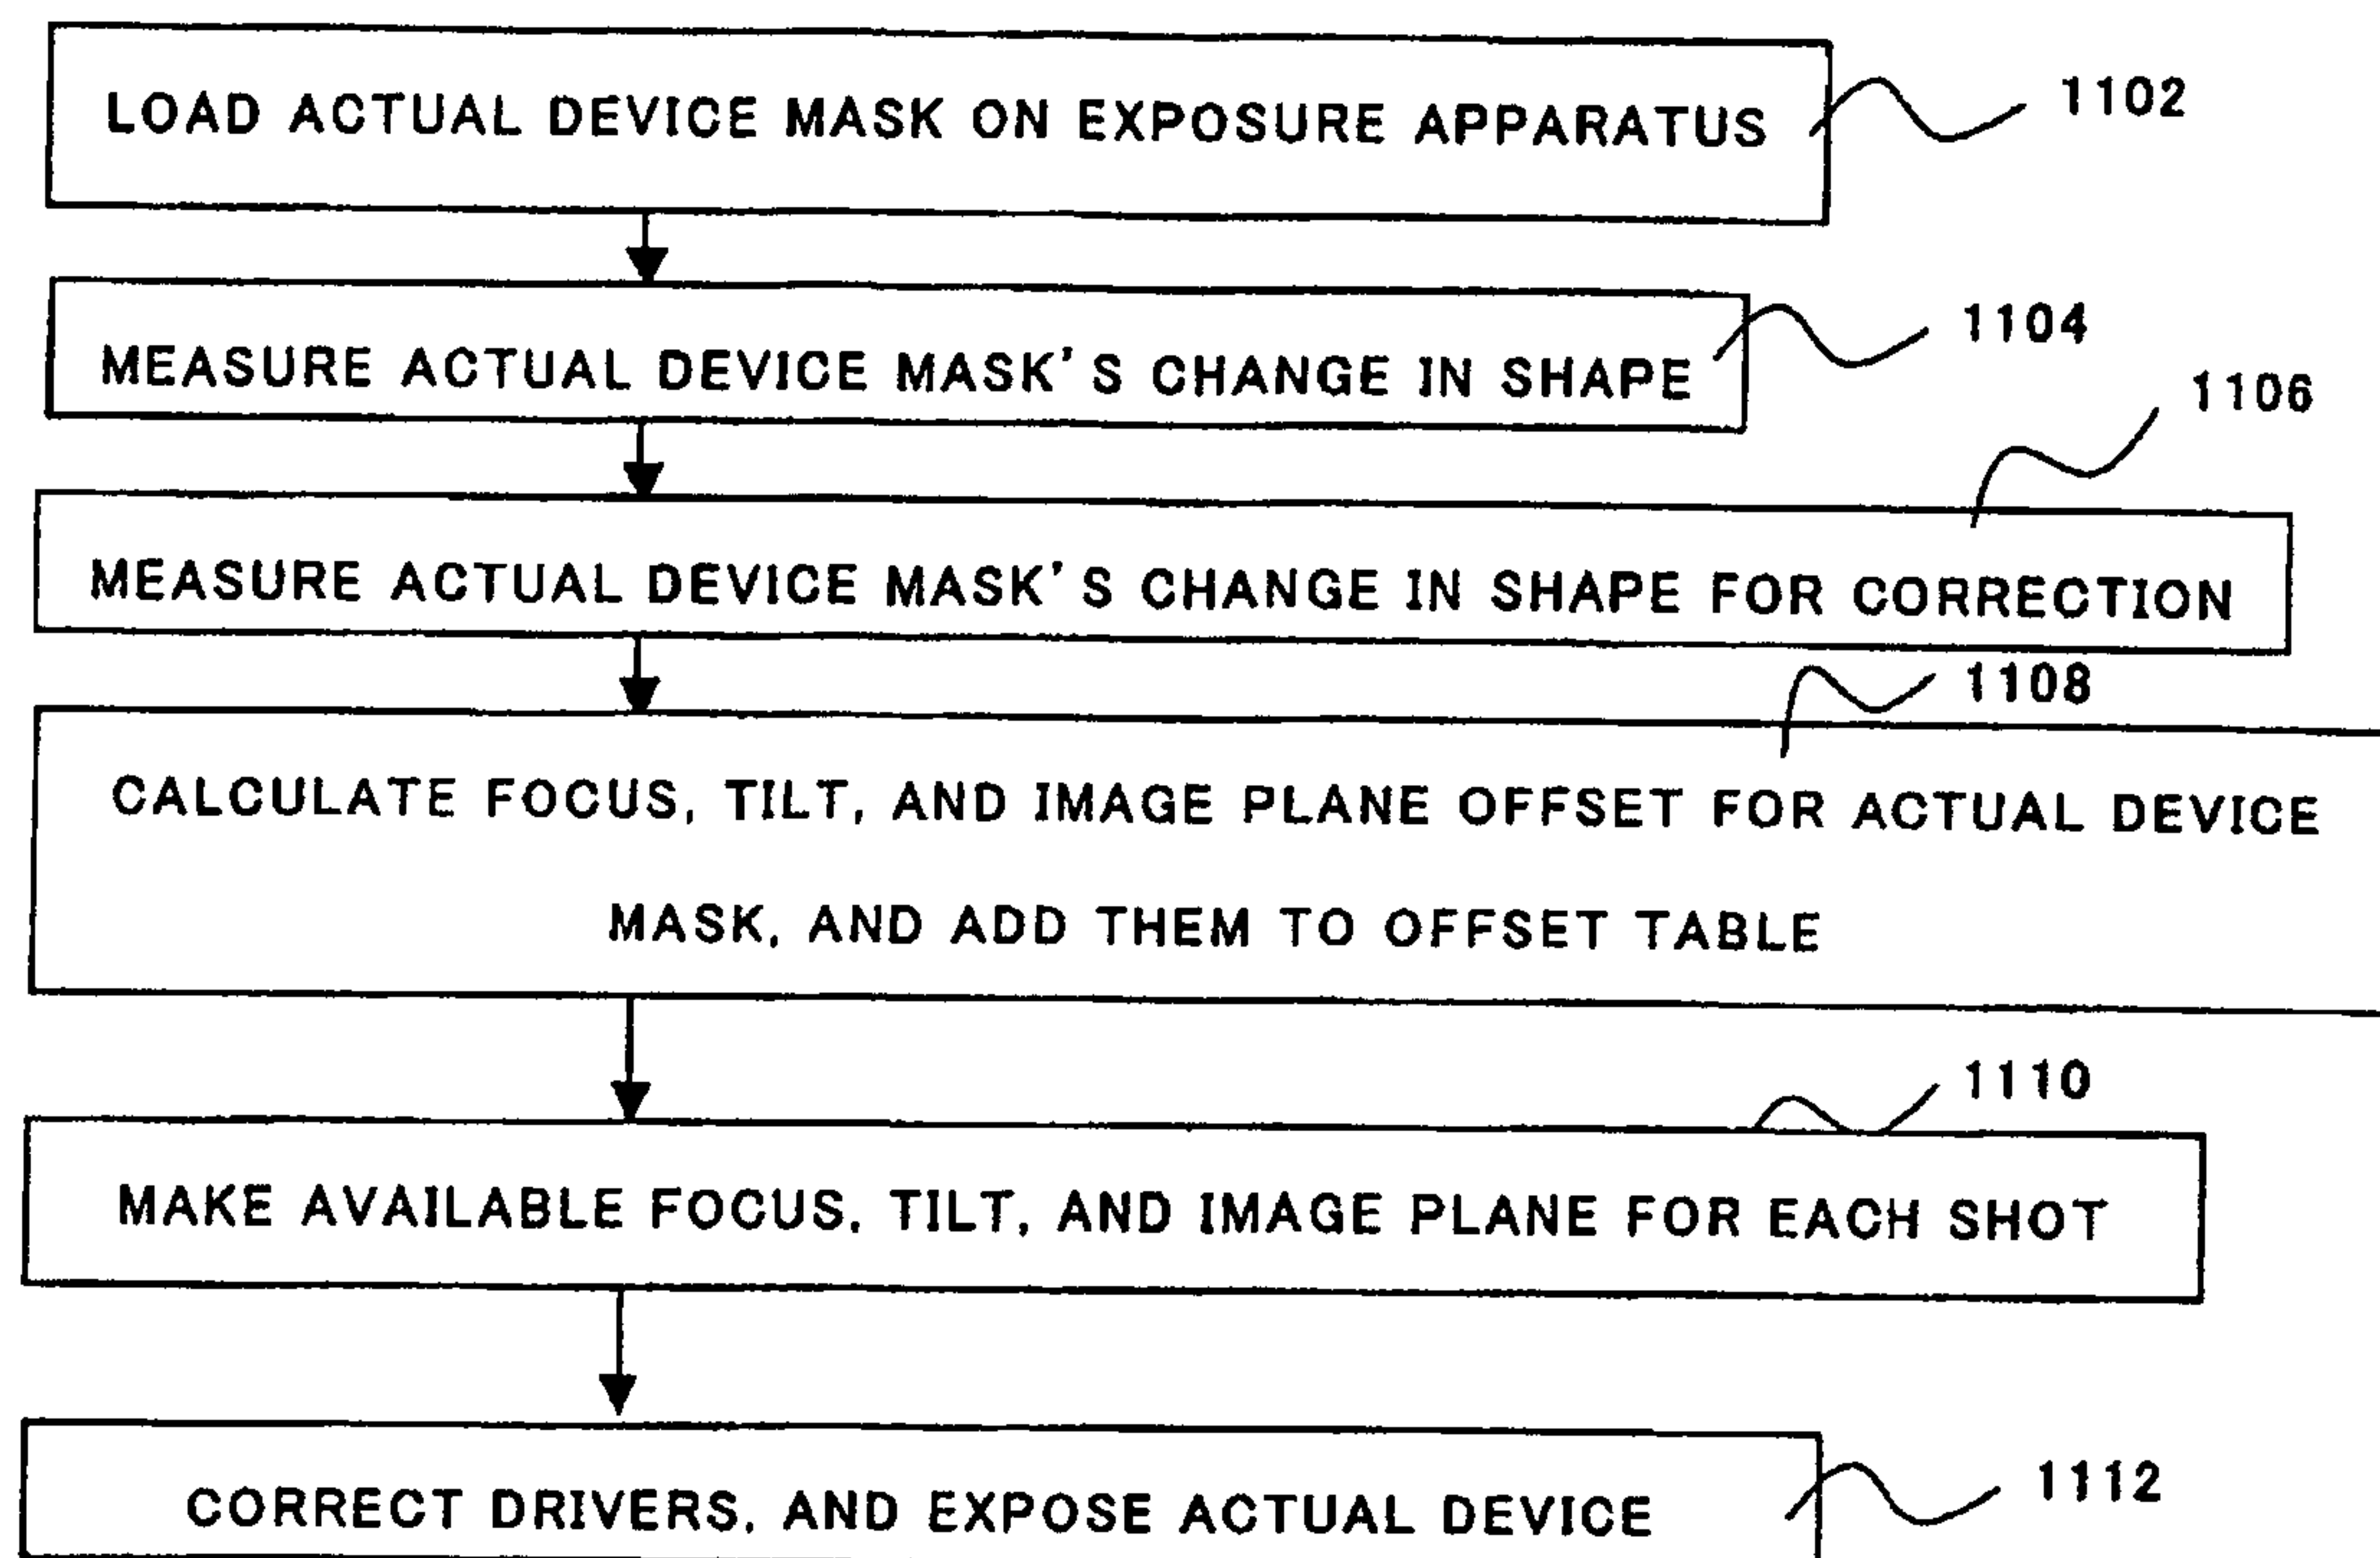 LOAD ACTUAL DEVICE MASK ON EXPOSURE APPARATUS
1102
MEASURE ACTUAL DEVICE MASK'S CHANGE IN SHAPE
1104
1106
MEASURE ACTUAL DEVICE MASK'S CHANGE IN SHAPE FOR CORRECTION
1108
CALCULATE FOCUS, TILT, AND IMAGE PLANE OFFSET FOR ACTUAL DEVICE
MASK, AND ADD THEM TO OFFSET TABLE
1110
MAKE AVAILABLE FOCUS, TILT, AND IMAGE PLANE FOR EACH SHOT
CORRECT DRIVERS, AND EXPOSE ACTUAL DEVICE
1112